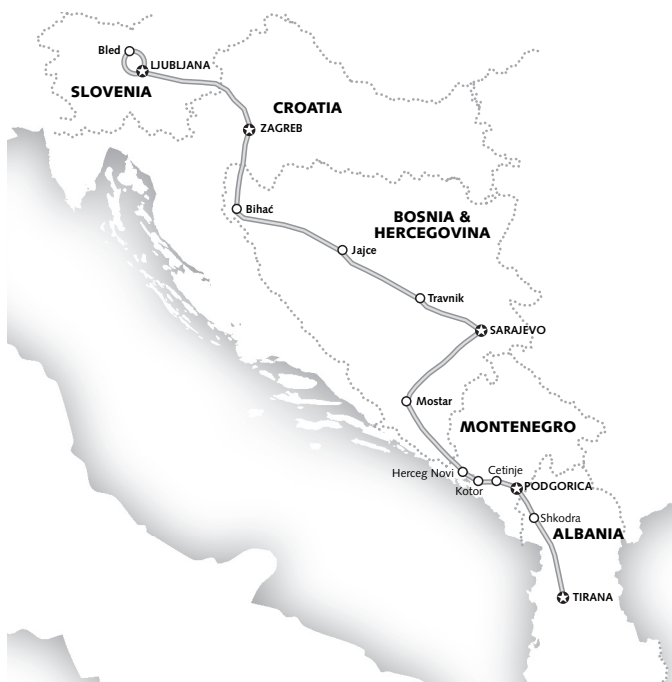 Bled
LJUBLJANA
SLOVENIA
CROATIA
ZAGREB
Bihać
BOSNIA &
HERCEGOVINA
Jajce
Travnik
SARAJEVO
Mostar
MONTENEGRO
Herceg Novi
Cetinje
Kotor
PODGORICA
Shkodra
ALBANIA
TIRANA